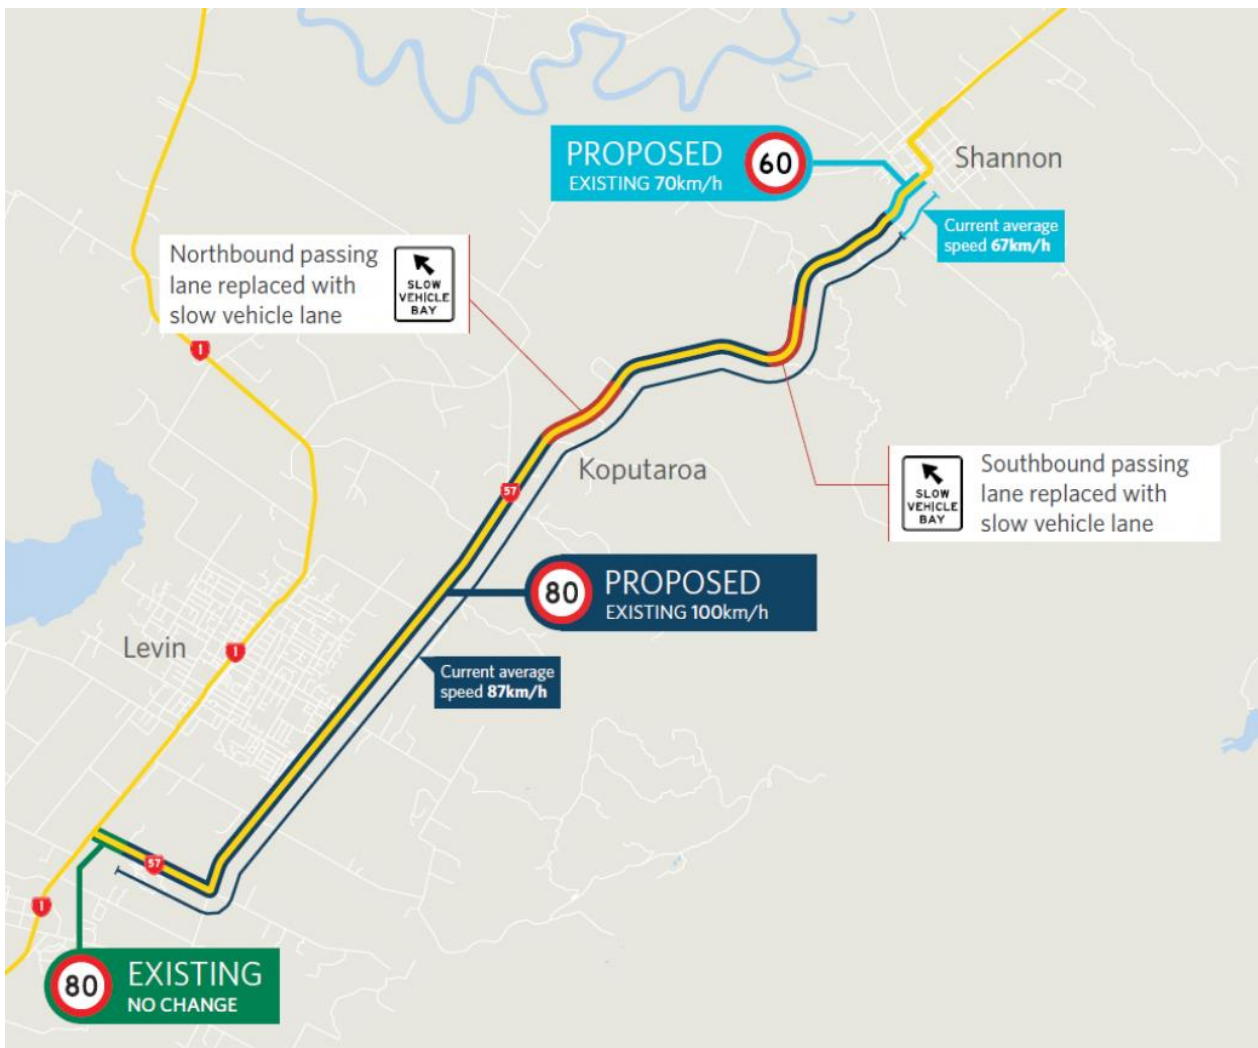 PROPOSED
EXISTING 70km/h
60
Shannon
Current average
speed 67km/h
Northbound passing
lane replaced with
slow vehicle lane
SLOW
VEHICLE
BAY
1
Koputaroa
57
SLOW
VEHICLE
BAY
Southbound passing
lane replaced with
slow vehicle lane
80
PROPOSED
EXISTING 100km/h
Levin
1
Current average
speed 87km/h
57
1
80
EXISTING
NO CHANGE